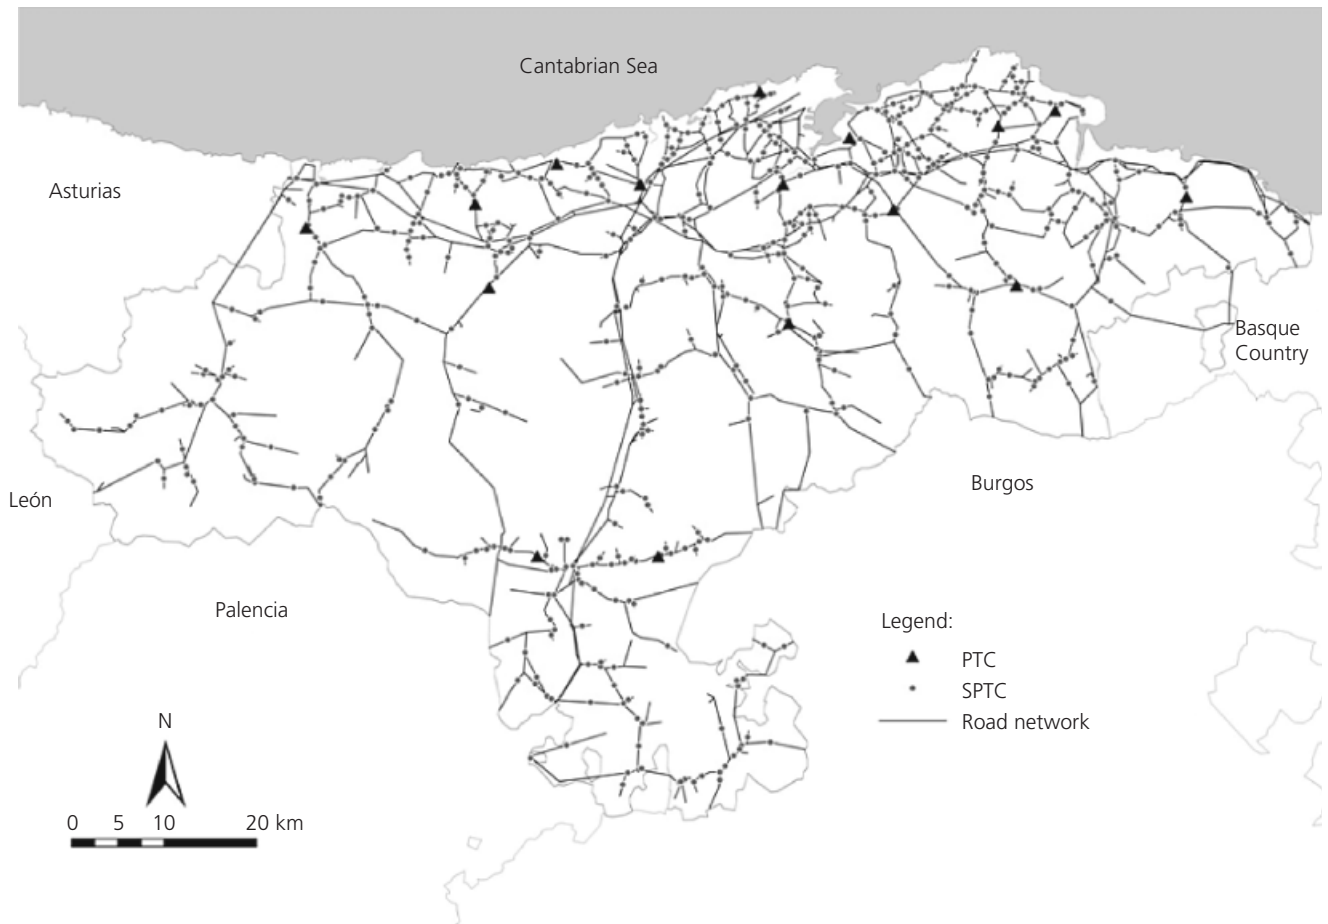 Cantabrian Sea
Asturias
Basque
Country
León
Burgos
Palencia
Legend:
PTC
SPTC
Road network
N
0 5 10 20 km